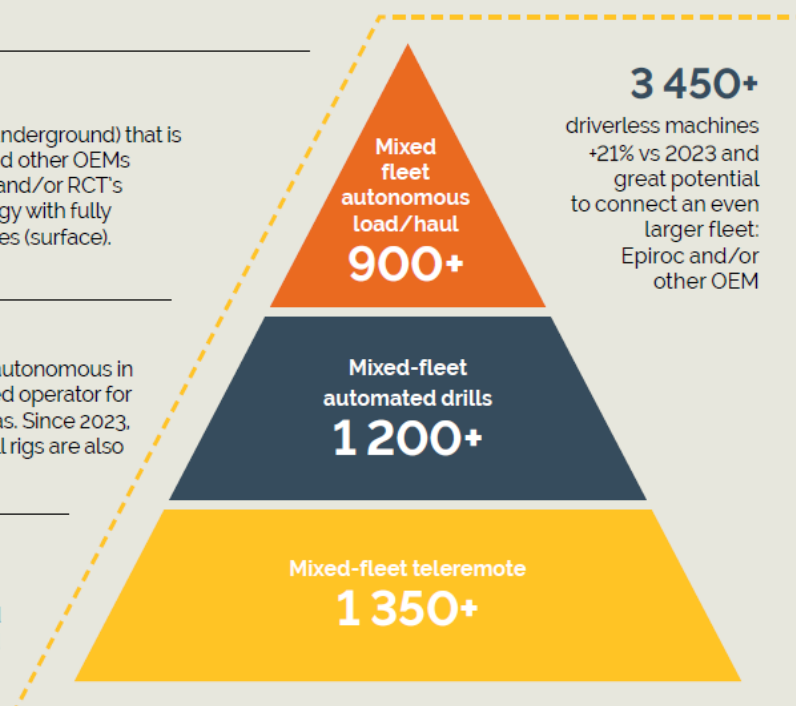 nderground) that is
d other OEMs
and/or RCT's
gy with fully
es (surface).
autonomous in
ed operator for
as. Since 2023,
l rigs are also
Mixed
fleet
autonomous
load/haul
900+
Mixed-fleet
automated drills
1 200+
Mixed-fleet teleremote
1 350+
3 450+
driverless machines
+21% vs 2023 and
great potential
to connect an even
larger fleet:
Epiroc and/or
other OEM